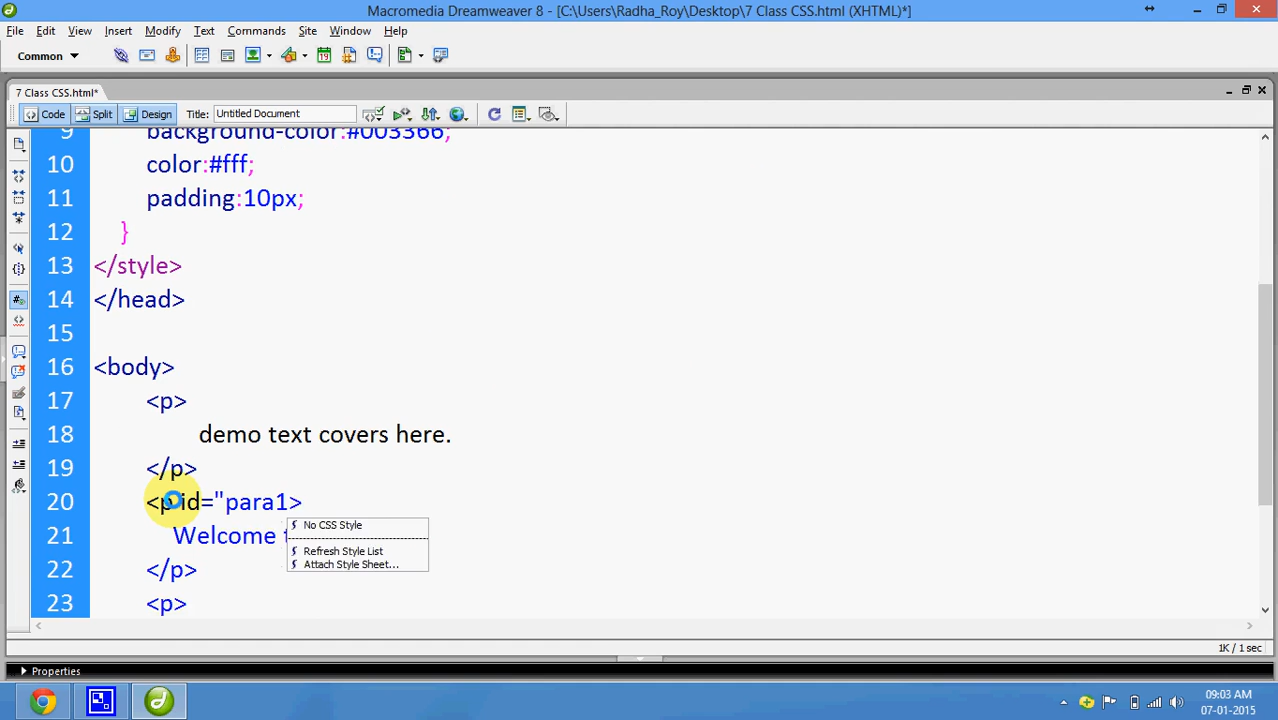 Macromedia Dreamweaver 8 - [C:\Users\Radha_Roy\Desktop\7 Class CSS.html (XHTML)*]
File Edit View Insert Modify Text Commands Site Window Help
Common
7 Class CSS.html*
Code Split Design Title: Untitled Document
9 background-color:#003366;
10 color:#fff;
11 padding:10px;
12 }
13 </style>
14 </head>
15
16 <body>
17 <p>
18 demo text covers here.
19 </p>
20 <p id="para1>
No CSS Style
21 Welcome t
Refresh Style List
Attach Style Sheet...
22 </p>
23 <p>
1K / 1 sec
Properties
09:03 AM
07-01-2015